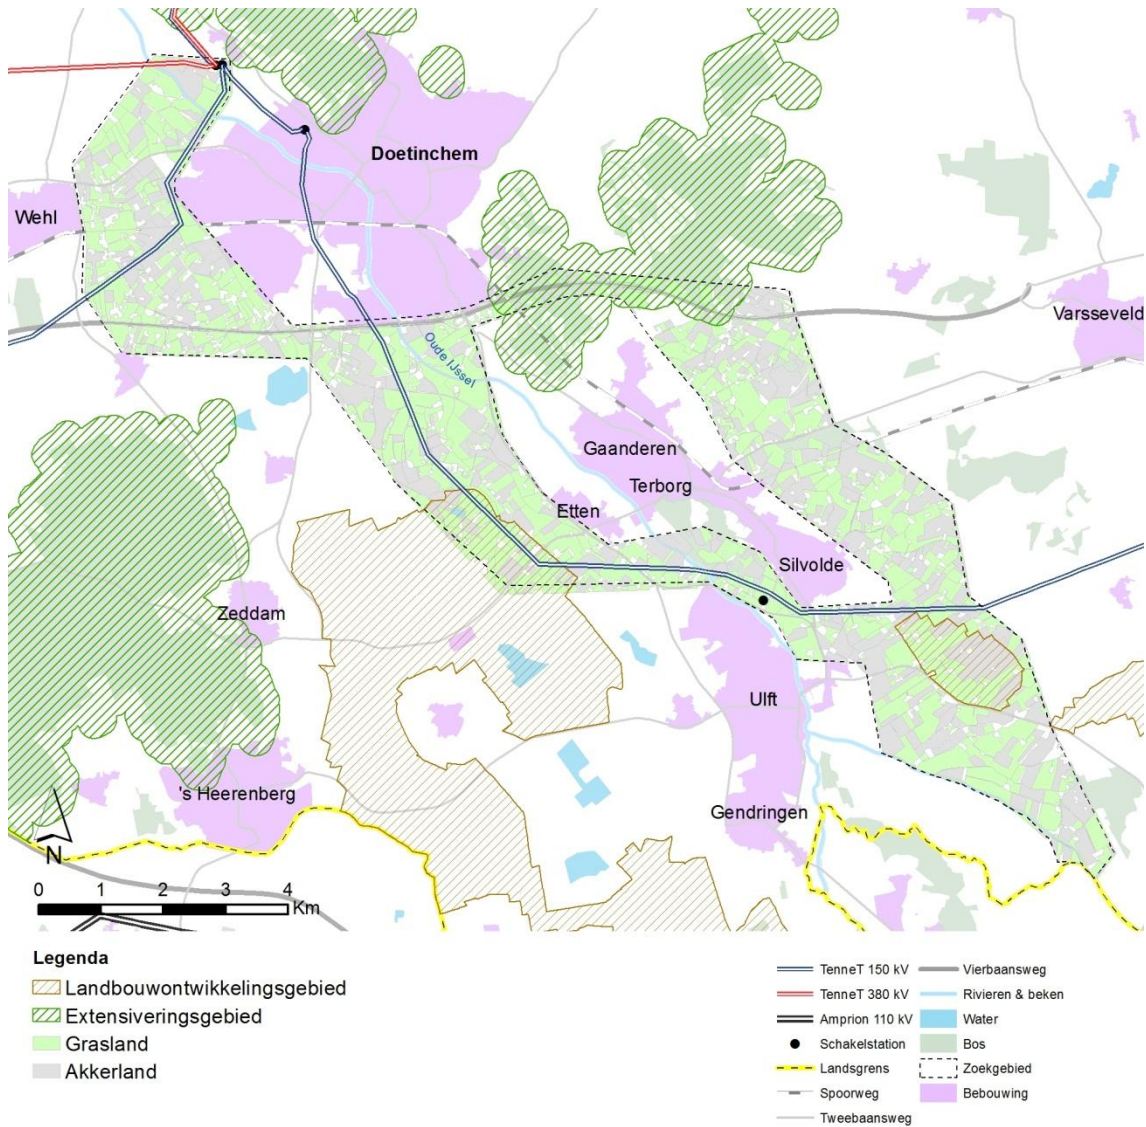 Doetinchem
Wehl
Varsseveld
Oude IJssel
Gaanderen
Terborg
Etten
Silvolde
Zeddam
Ulft
's Heerenberg
Gendringen
N
0 1 2 3 4
Km
Legenda
Landbouwontwikkelingsgebied
Extensiveringsgebied
Grasland
Akkerland
TenneT 150 kV
TenneT 380 kV
Amprion 110 kV
Schakelstation
Landsgrens
Spoorweg
Tweebaansweg
Vierbaansweg
Rivieren & beken
Water
Bos
Zoekgebied
Bebouwing